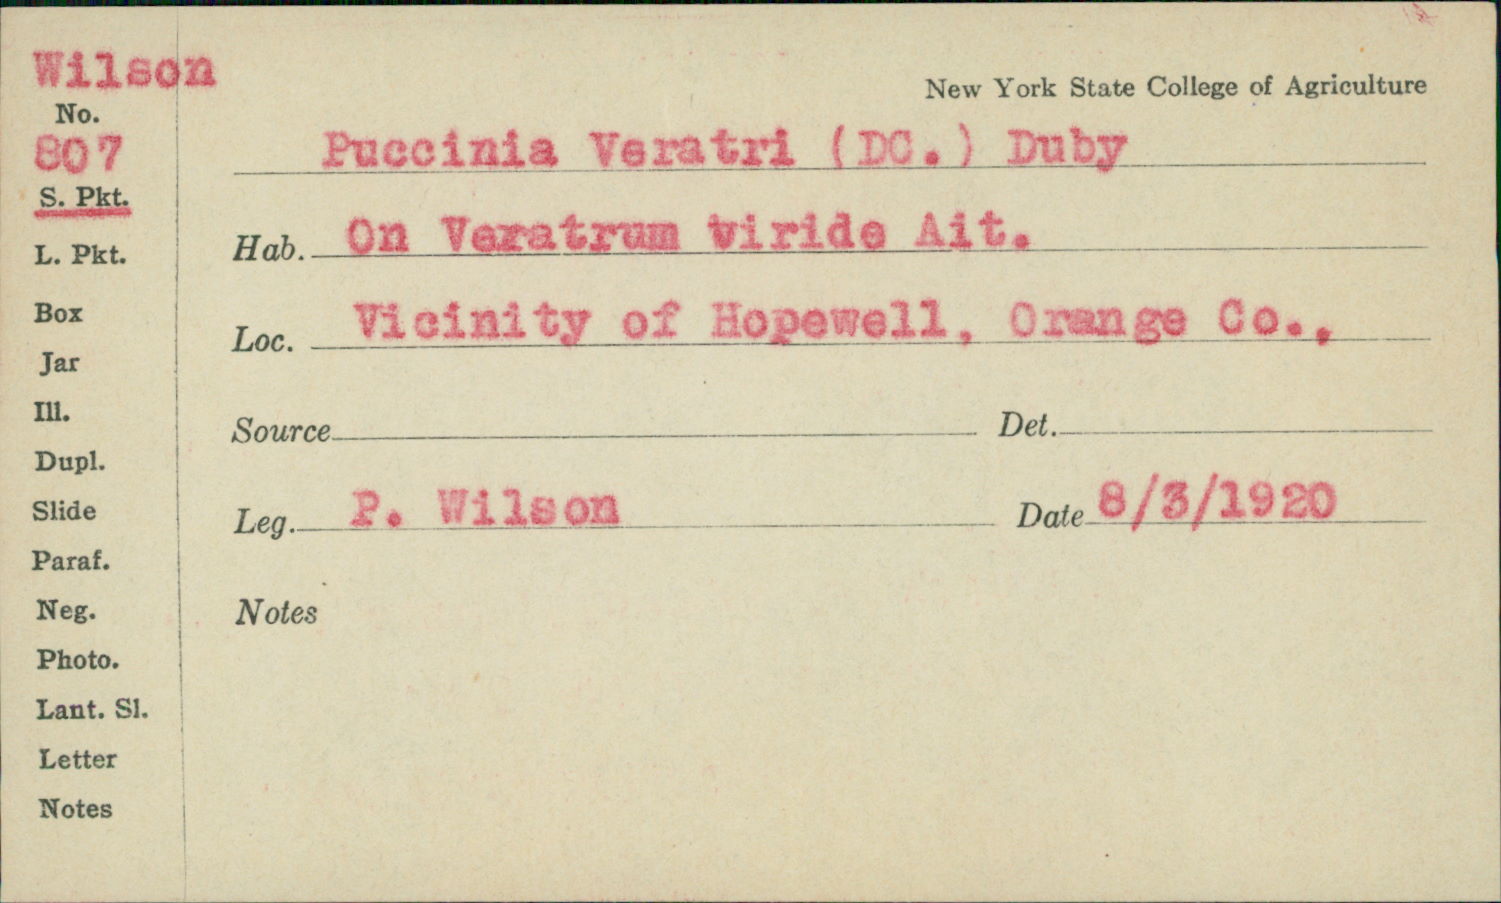 Wilson
New York State College of Agriculture
No.
807
Puccinia Veratri (DC.) Duby
S. Pkt.
Hab. On Veratrum viride Ait.
L. Pkt.
Loc. Vicinity of Hopewell, Orange Co.,
Box
Jar
Ill.
Source
Det.
Dupl.
Slide
Leg. P. Wilson
Date 8/3/1920
Paraf.
Neg.
Notes
Photo.
Lant. Sl.
Letter
Notes